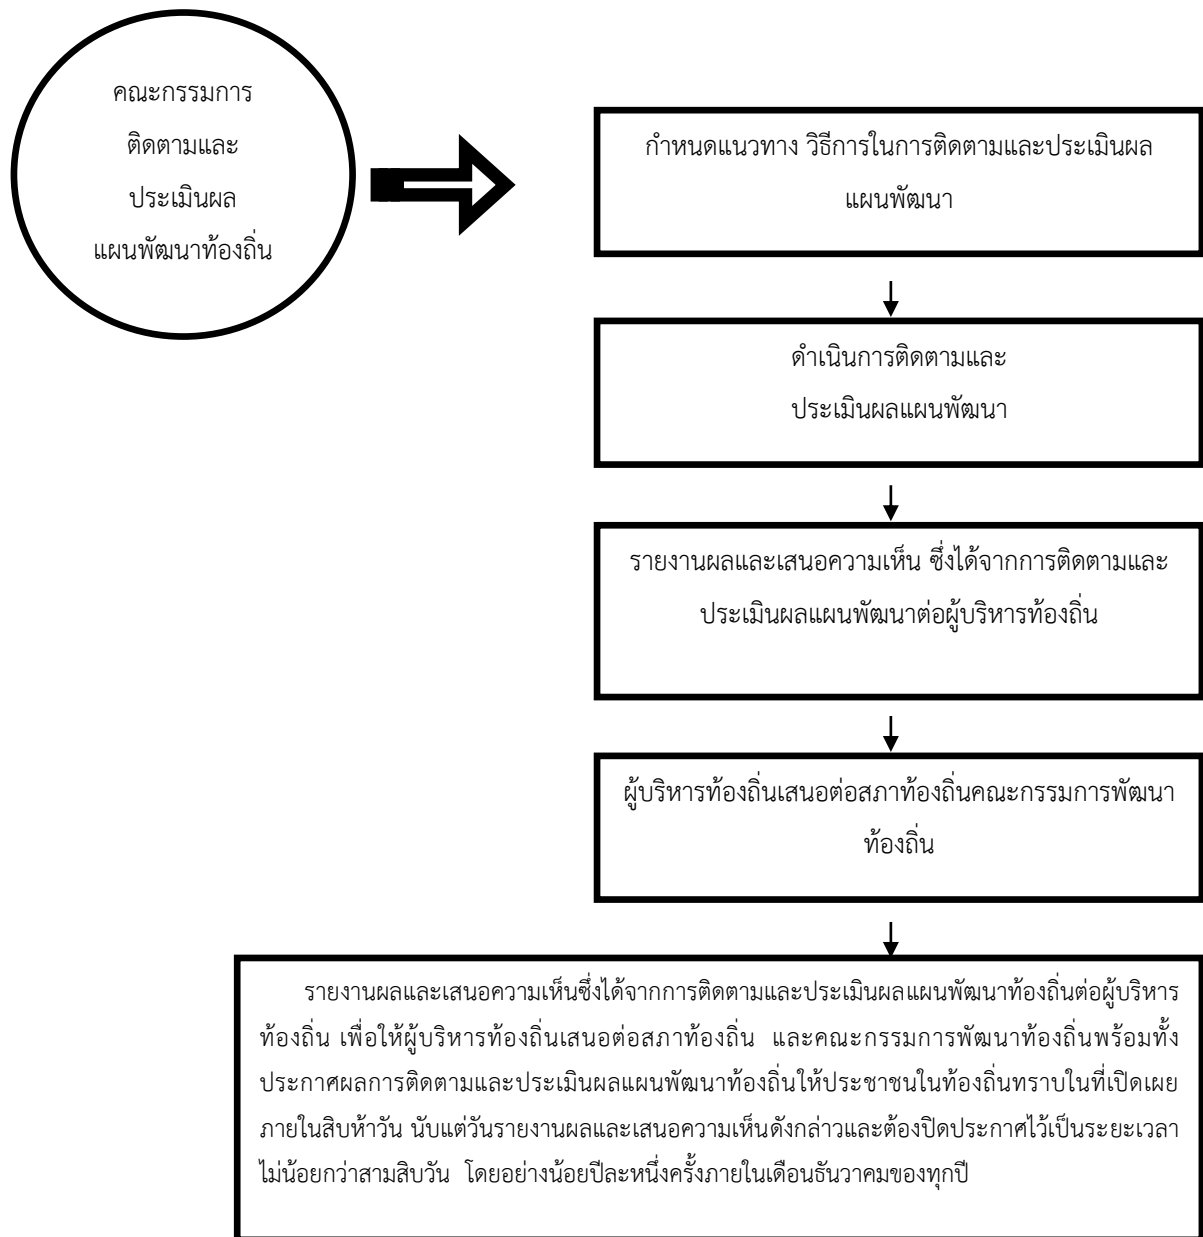 คณะกรรมการ
ติดตามและ
ประเมินผล
แผนพัฒนาท้องถิ่น
กำหนดแนวทาง วิธีการในการติดตามและประเมินผล
แผนพัฒนา
ดำเนินการติดตามและ
ประเมินผลแผนพัฒนา
รายงานผลและเสนอความเห็น ซึ่งได้จากการติดตามและ
ประเมินผลแผนพัฒนาต่อผู้บริหารท้องถิ่น
ผู้บริหารท้องถิ่นเสนอต่อสภาท้องถิ่นคณะกรรมการพัฒนา
ท้องถิ่น
รายงานผลและเสนอความเห็นซึ่งได้จากการติดตามและประเมินผลแผนพัฒนาท้องถิ่นต่อผู้บริหาร
ท้องถิ่น เพื่อให้ผู้บริหารท้องถิ่นเสนอต่อสภาท้องถิ่น และคณะกรรมการพัฒนาท้องถิ่นพร้อมทั้ง
ประกาศผลการติดตามและประเมินผลแผนพัฒนาท้องถิ่นให้ประชาชนในท้องถิ่นทราบในที่เปิดเผย
ภายในสิบห้าวัน นับแต่วันรายงานผลและเสนอความเห็นดังกล่าวและต้องปิดประกาศไว้เป็นระยะเวลา
ไม่น้อยกว่าสามสิบวัน โดยอย่างน้อยปีละหนึ่งครั้งภายในเดือนธันวาคมของทุกปี